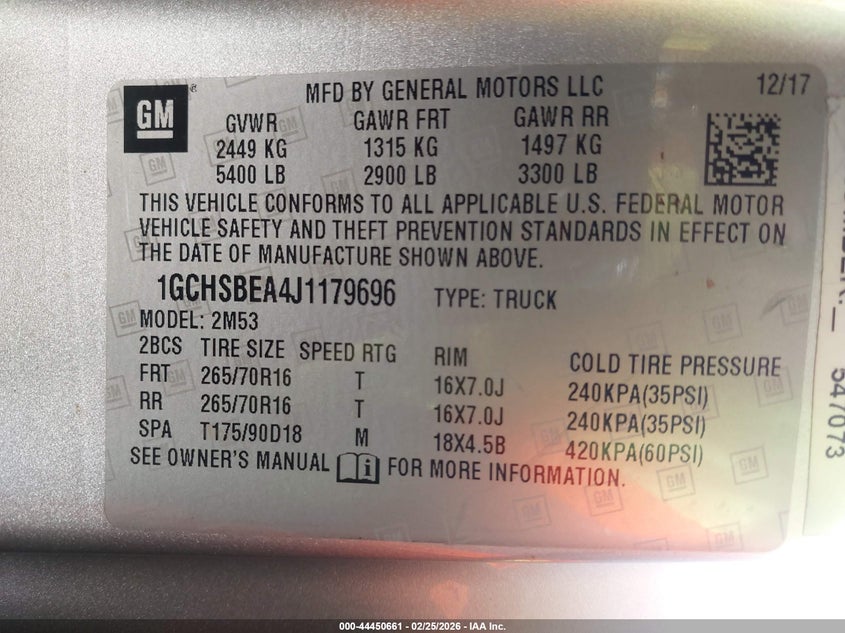 GM
MFD BY GENERAL MOTORS LLC 12/17
GVWR GAWR FRT GAWR RR
2449 KG 1315 KG 1497 KG
5400 LB 2900 LB 3300 LB
THIS VEHICLE CONFORMS TO ALL APPLICABLE U.S. FEDERAL MOTOR
VEHICLE SAFETY AND THEFT PREVENTION STANDARDS IN EFFECT ON
THE DATE OF MANUFACTURE SHOWN ABOVE.
1GCHSBEA4J1179696 TYPE: TRUCK
MODEL: 2M53
2BCS TIRE SIZE SPEED RTG RIM COLD TIRE PRESSURE
FRT 265/70R16 T 16X7.0J 240KPA(35PSI)
RR 265/70R16 T 16X7.0J 240KPA(35PSI)
SPA T175/90D18 M 18X4.5B 420KPA(60PSI)
SEE OWNER'S MANUAL FOR MORE INFORMATION.
547073
000-44450661 - 02/25/2026 - IAA Inc.